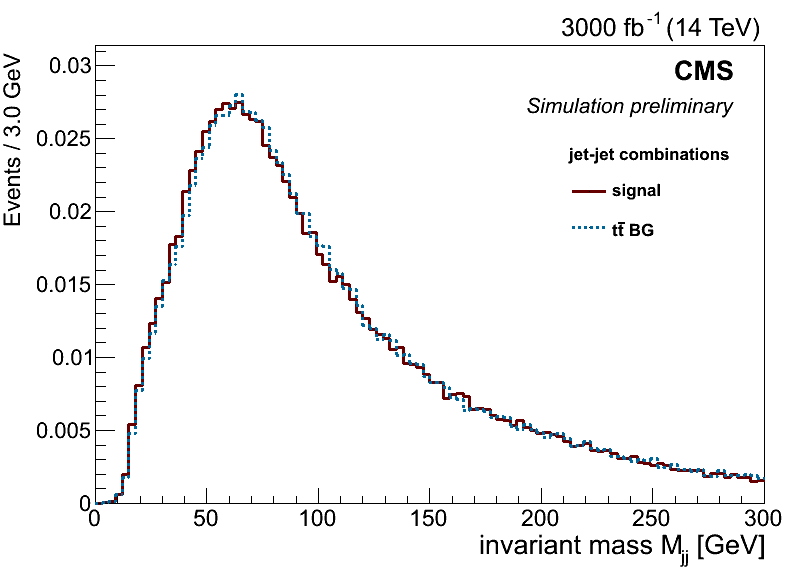 3000 fb⁻¹ (14 TeV)
Events / 3.0 GeV
0.03
0.025
0.02
0.015
0.01
0.005
0
CMS
Simulation preliminary
jet-jet combinations
signal
tt̄ BG
0 50 100 150 200 250 300
invariant mass Mjj [GeV]